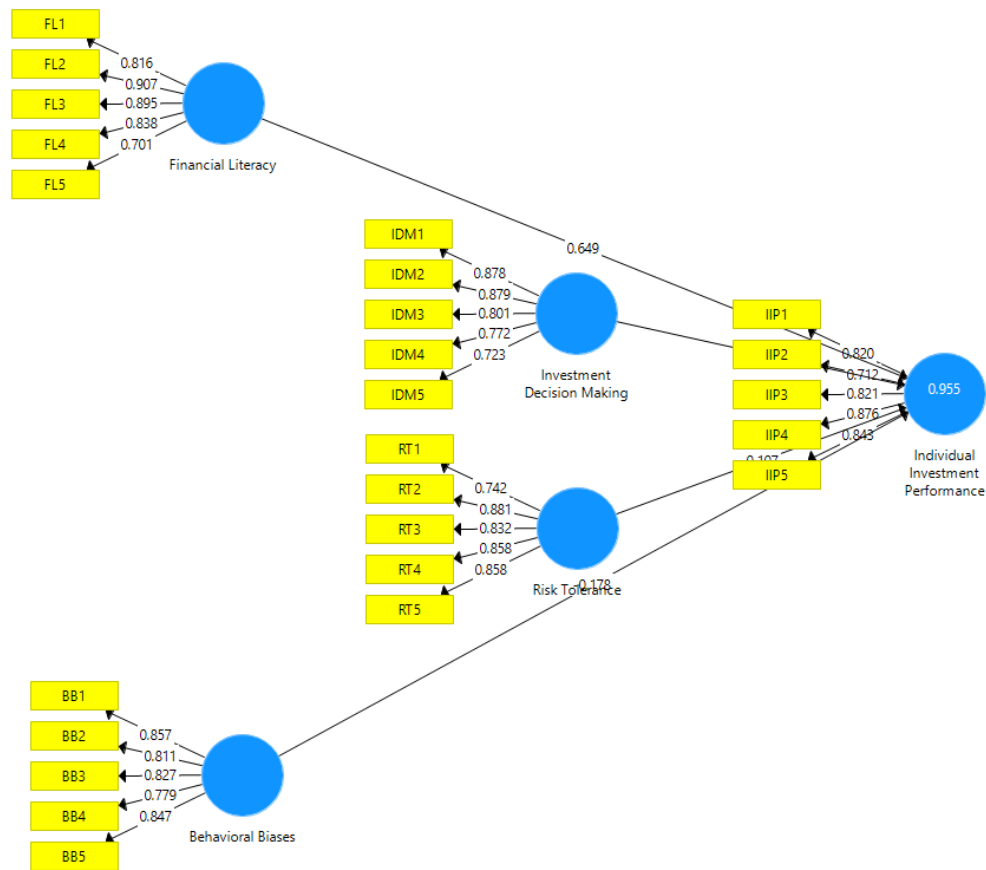 FL1
0.816
FL2
0.907
FL3
0.895
FL4
0.838
FL5
0.701
Financial Literacy
0.649
IDM1
0.878
IDM2
0.879
IDM3
0.801
IDM4
0.772
IDM5
0.723
Investment
Decision Making
IIP1
0.820
IIP2
0.712
IIP3
0.821
IIP4
0.876
IIP5
0.843
0.955
Individual
Investment
Performance
RT1
0.742
RT2
0.881
RT3
0.832
RT4
0.858
RT5
0.858
Risk Tolerance
-0.178
BB1
0.857
BB2
0.811
BB3
0.827
BB4
0.779
BB5
0.847
Behavioral Biases